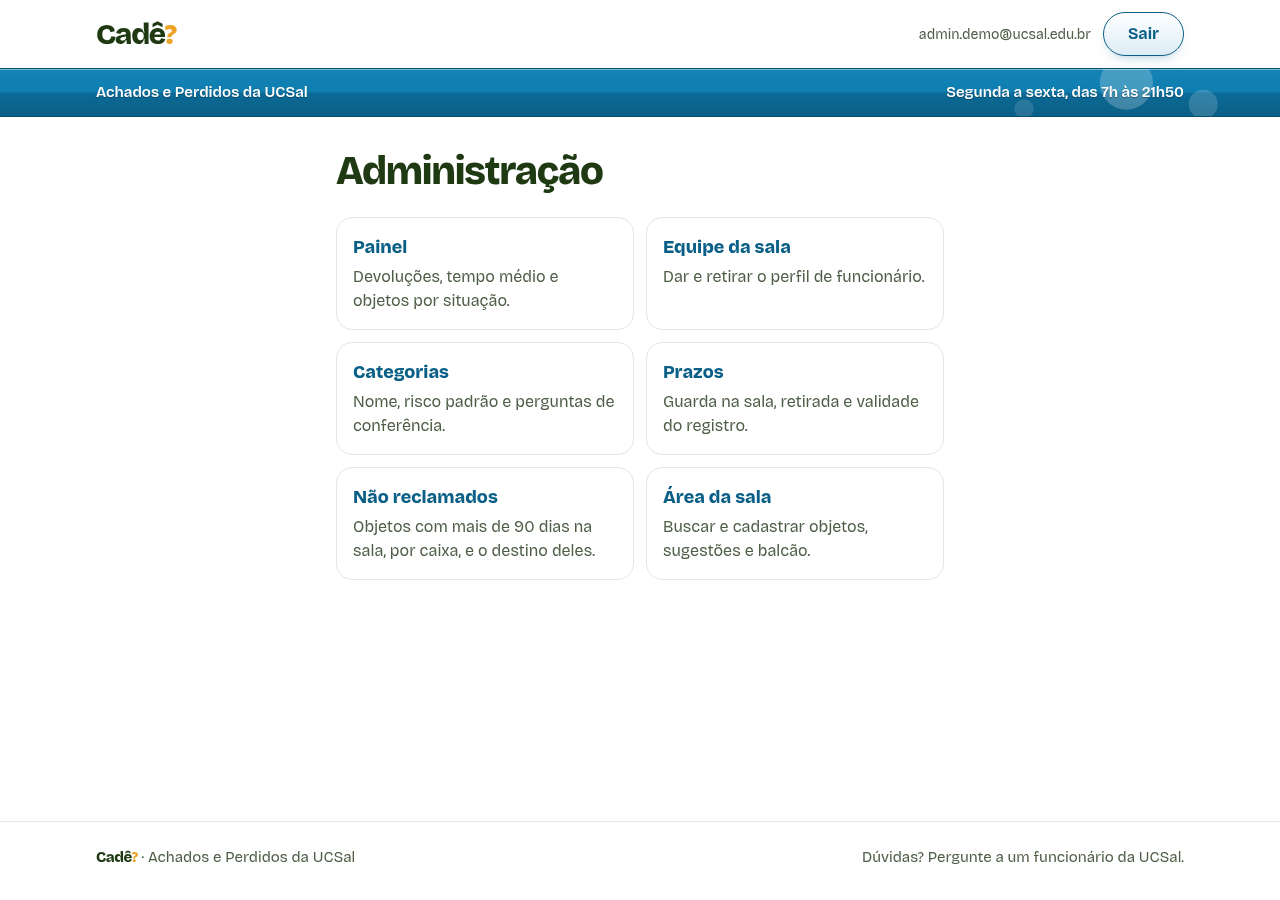 Cadê?
admin.demo@ucsal.edu.br
Sair
Achados e Perdidos da UCSal
Segunda a sexta, das 7h às 21h50
Administração
Painel
Devoluções, tempo médio e
objetos por situação.
Equipe da sala
Dar e retirar o perfil de funcionário.
Categorias
Nome, risco padrão e perguntas de
conferência.
Prazos
Guarda na sala, retirada e validade
do registro.
Não reclamados
Objetos com mais de 90 dias na
sala, por caixa, e o destino deles.
Área da sala
Buscar e cadastrar objetos,
sugestões e balcão.
Cadê? · Achados e Perdidos da UCSal
Dúvidas? Pergunte a um funcionário da UCSal.